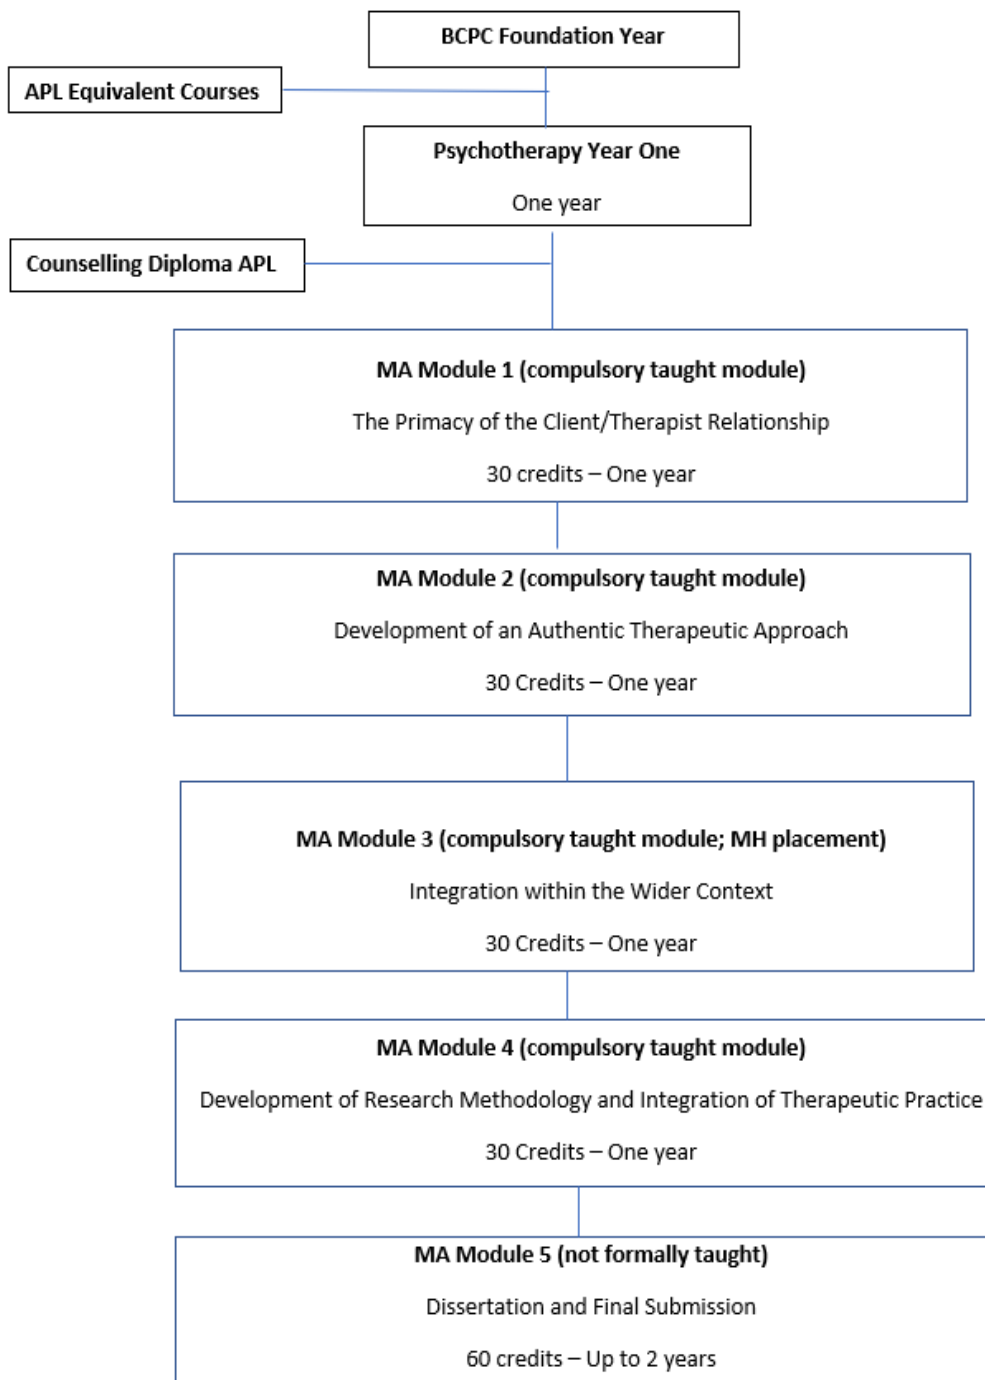 BCPC Foundation Year
APL Equivalent Courses
Psychotherapy Year One
One year
Counselling Diploma APL
MA Module 1 (compulsory taught module)
The Primacy of the Client/Therapist Relationship
30 credits – One year
MA Module 2 (compulsory taught module)
Development of an Authentic Therapeutic Approach
30 Credits – One year
MA Module 3 (compulsory taught module; MH placement)
Integration within the Wider Context
30 Credits – One year
MA Module 4 (compulsory taught module)
Development of Research Methodology and Integration of Therapeutic Practice
30 Credits – One year
MA Module 5 (not formally taught)
Dissertation and Final Submission
60 credits – Up to 2 years